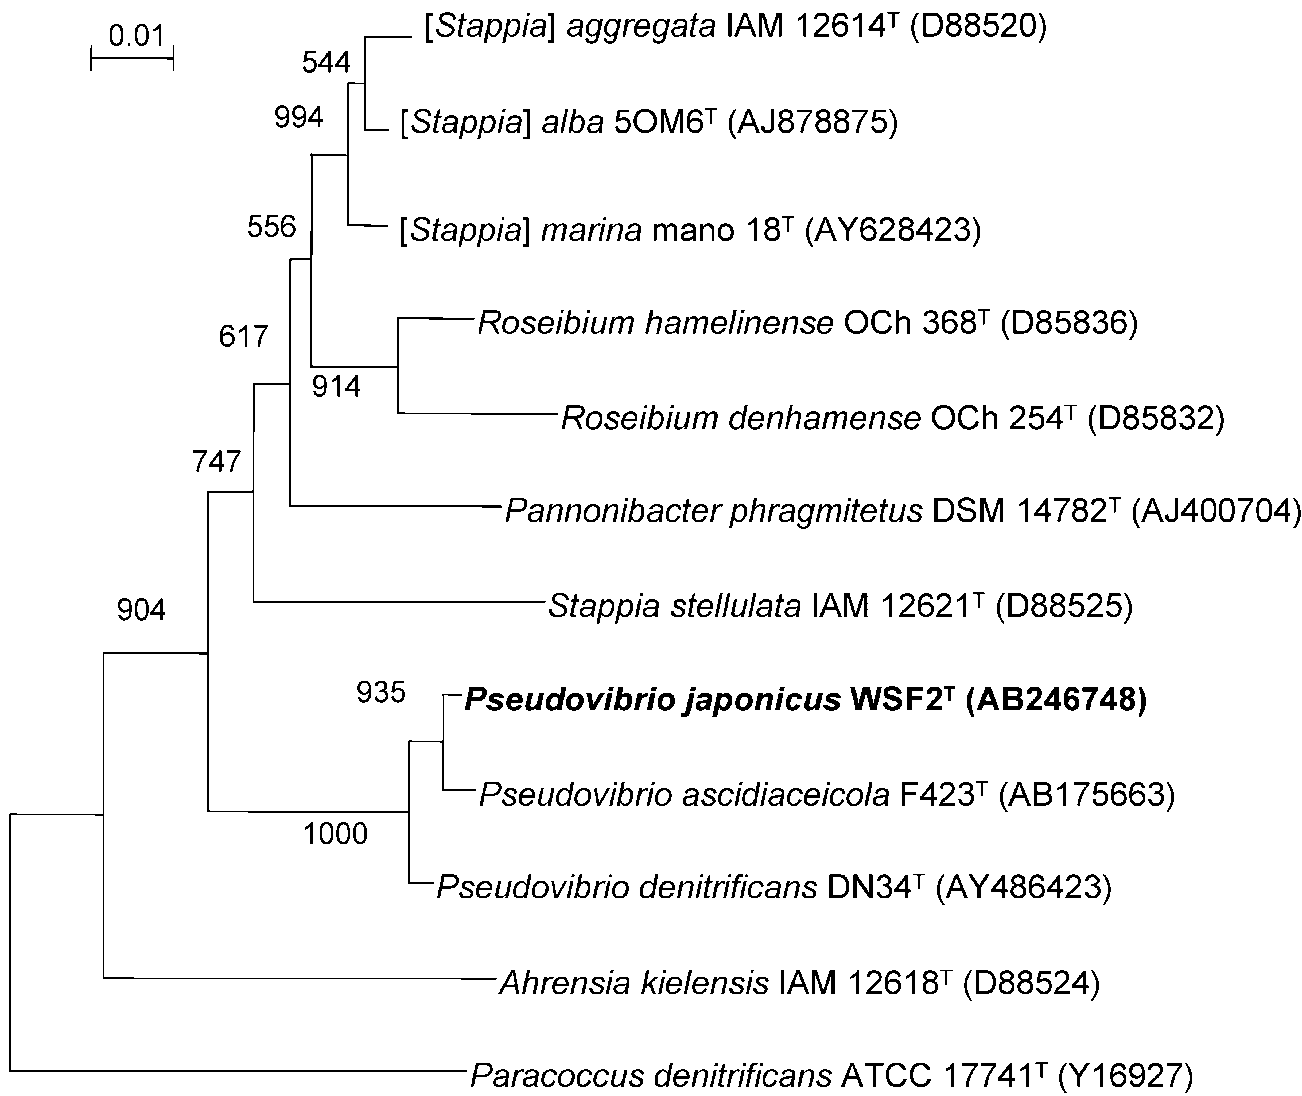 0.01
[Stappia] aggregata IAM 12614ᵀ (D88520)
544
994
[Stappia] alba 5OM6ᵀ (AJ878875)
556
[Stappia] marina mano 18ᵀ (AY628423)
617
Roseibium hamelinense OCh 368ᵀ (D85836)
914
Roseibium denhamense OCh 254ᵀ (D85832)
747
Pannonibacter phragmitetus DSM 14782ᵀ (AJ400704)
904
Stappia stellulata IAM 12621ᵀ (D88525)
935
Pseudovibrio japonicus WSF2ᵀ (AB246748)
Pseudovibrio ascidiaceicola F423ᵀ (AB175663)
1000
Pseudovibrio denitrificans DN34ᵀ (AY486423)
Ahrensia kielensis IAM 12618ᵀ (D88524)
Paracoccus denitrificans ATCC 17741ᵀ (Y16927)